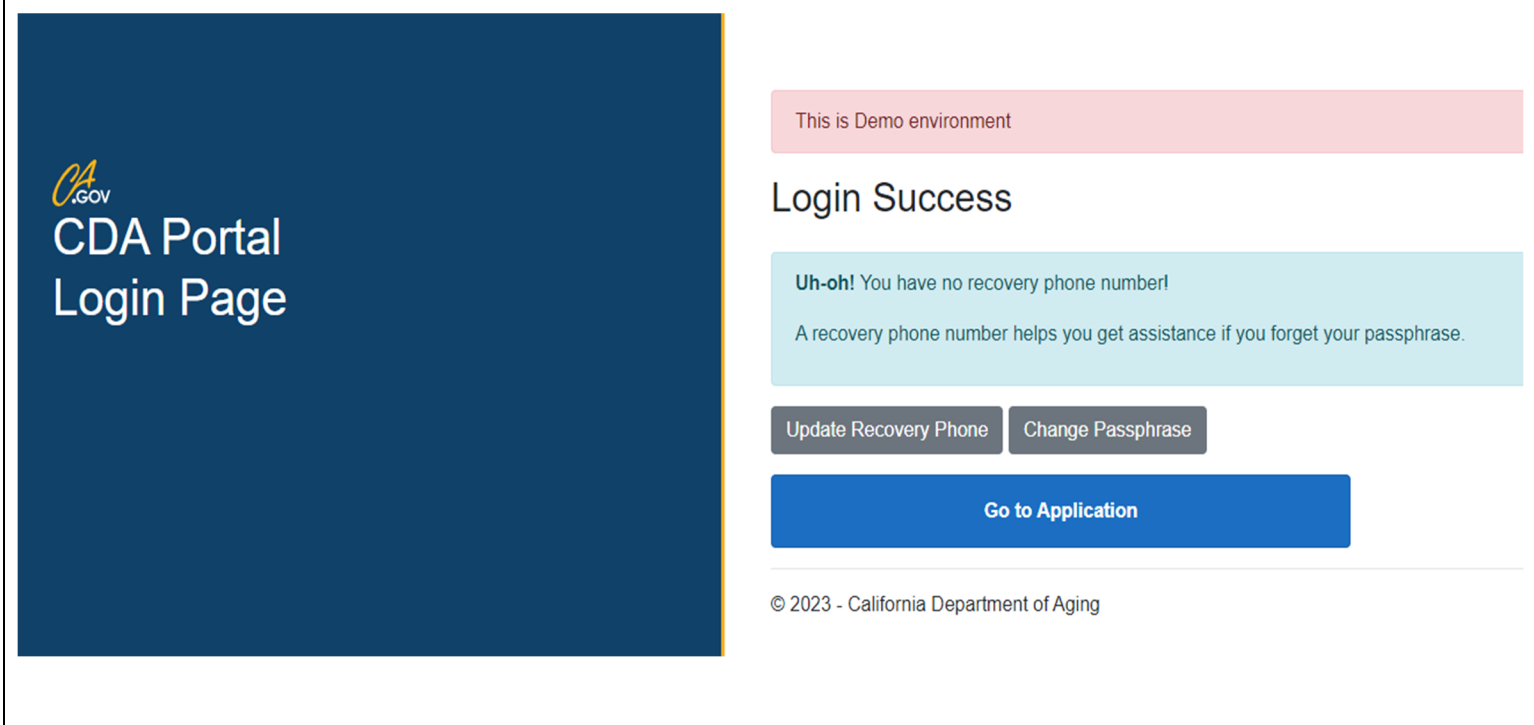 CA.GOV
CDA Portal
Login Page
This is Demo environment
Login Success
Uh-oh! You have no recovery phone number!
A recovery phone number helps you get assistance if you forget your passphrase.
Update Recovery Phone
Change Passphrase
Go to Application
© 2023 - California Department of Aging